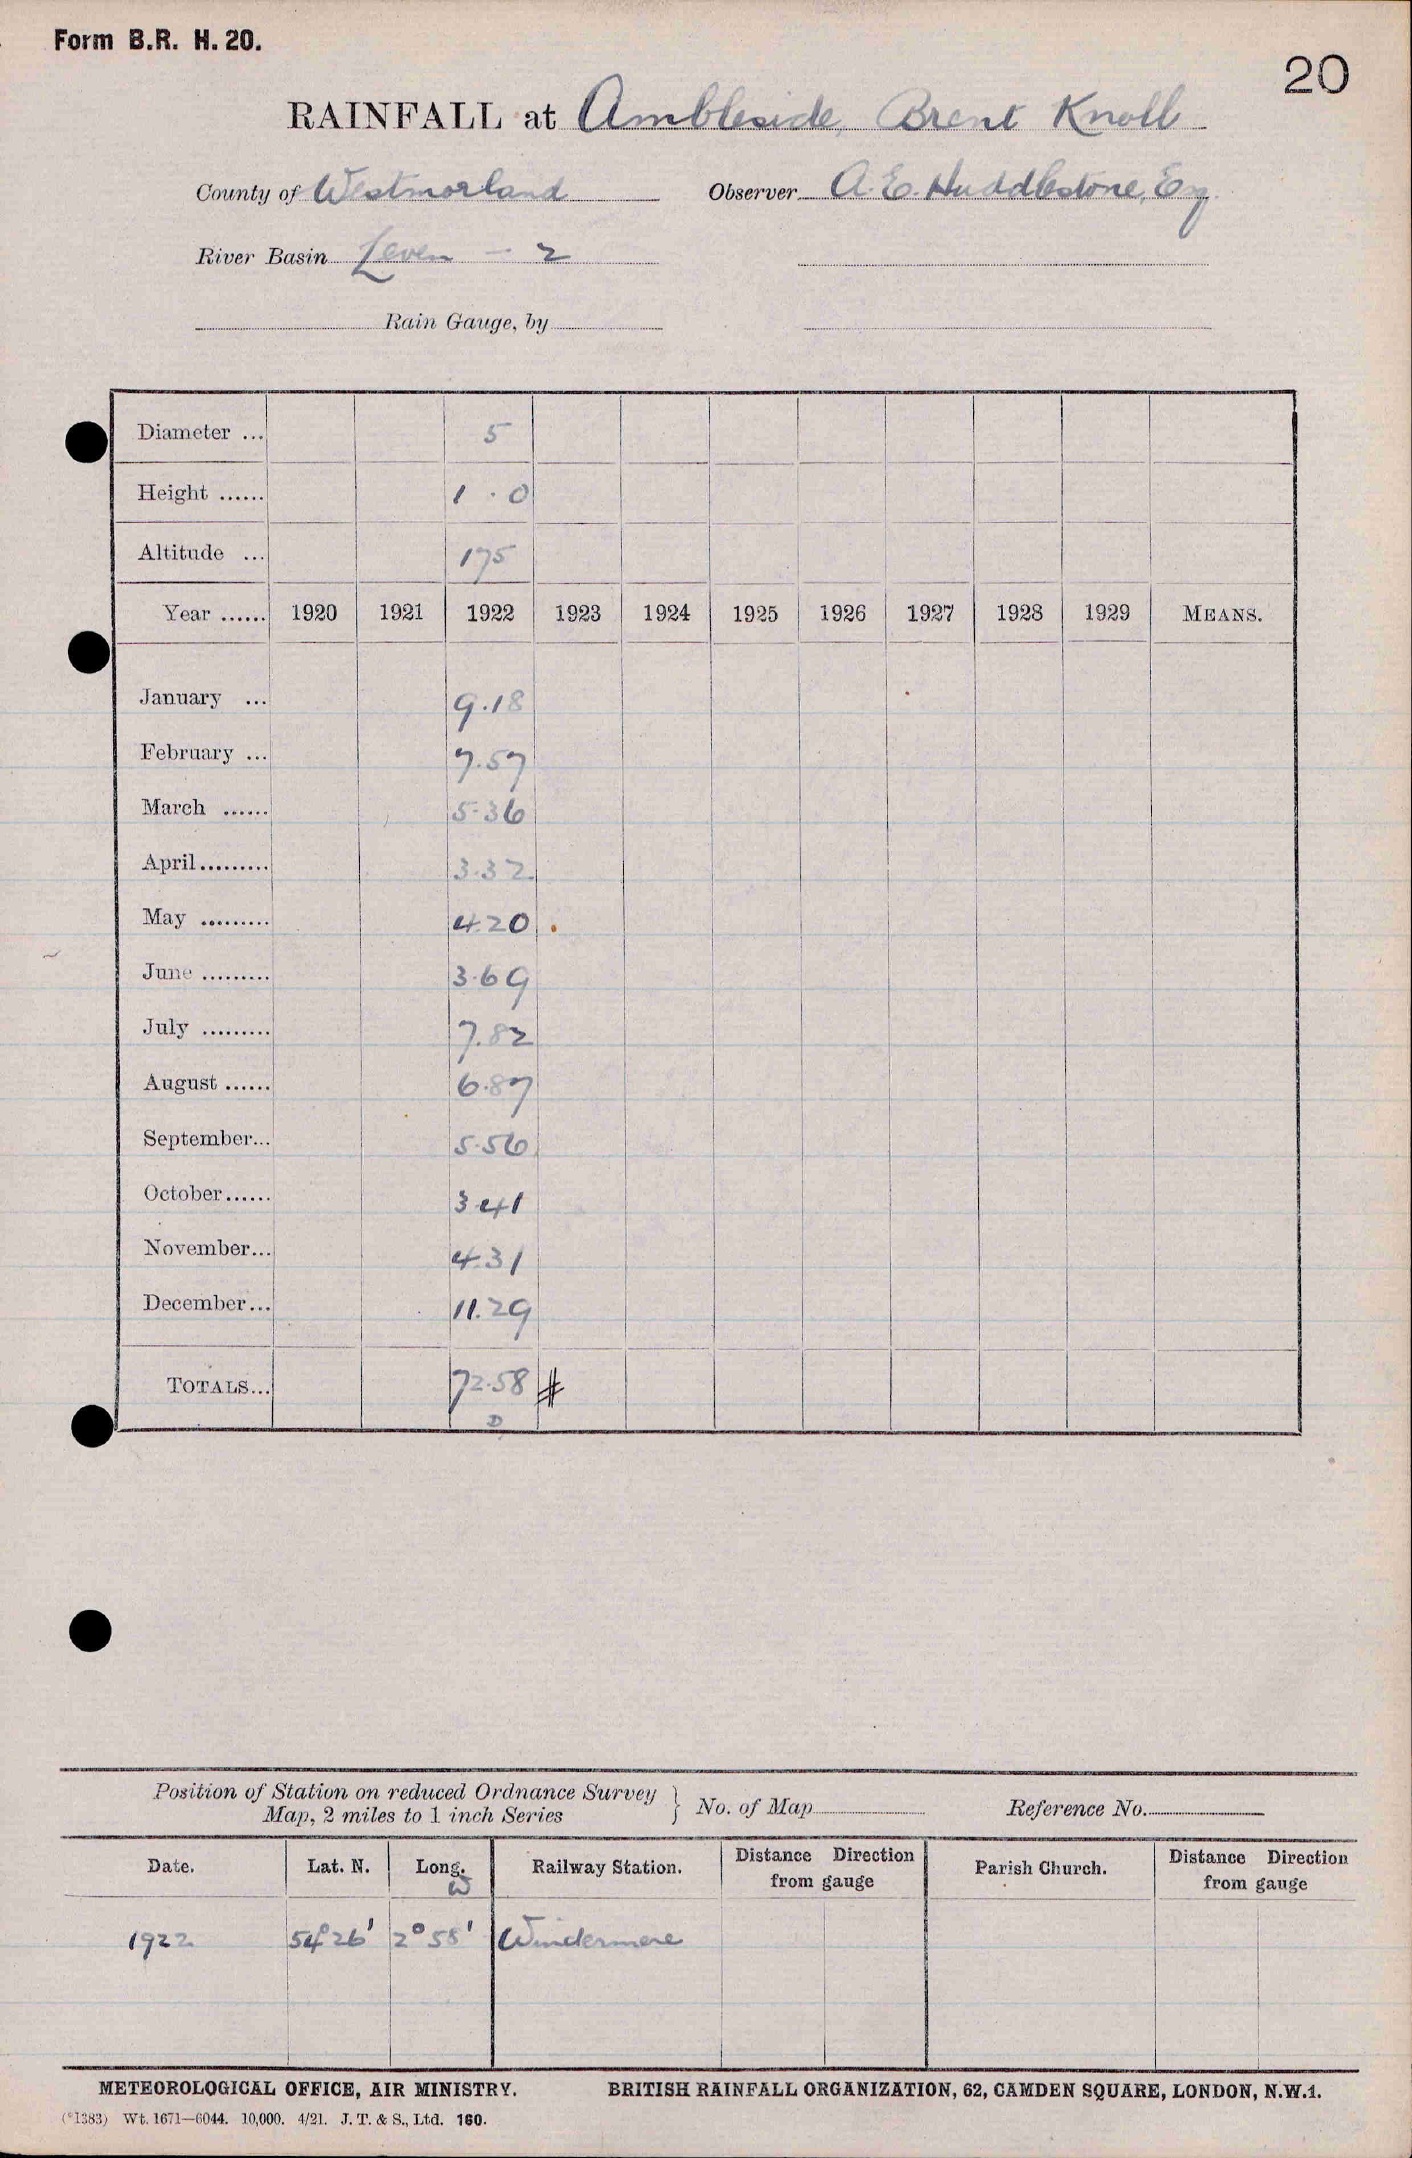 Form B.R. H. 20.
20
RAINFALL at Ambleside, Brent Knoll
County of Westmorland Observer A. E. Huddlestone, Esq.
River Basin Leven - 2
Rain Gauge, by
Diameter ... 5
Height ...... 1 . 0
Altitude ... 175
Year ...... 1920 1921 1922 1923 1924 1925 1926 1927 1928 1929 MEANS.
January ... 9.18
February ... 7.57
March ...... 5.36
April......... 3.32
May ......... 4.20
June ......... 3.69
July ......... 7.82
August ...... 6.87
September... 5.56
October...... 3.41
November... 4.31
December... 11.29
TOTALS... 72.58 #
D
Position of Station on reduced Ordnance Survey
Map, 2 miles to 1 inch Series } No. of Map Reference No.
Date. Lat. N. Long. W Railway Station. Distance Direction from gauge Parish Church. Distance Direction from gauge
1922 54° 26' 2° 58' Windermere
METEOROLOGICAL OFFICE, AIR MINISTRY. BRITISH RAINFALL ORGANIZATION, 62, CAMDEN SQUARE, LONDON, N.W.1.
(*1383) Wt. 1671—6044. 10,000. 4/21. J. T. & S., Ltd. 160.